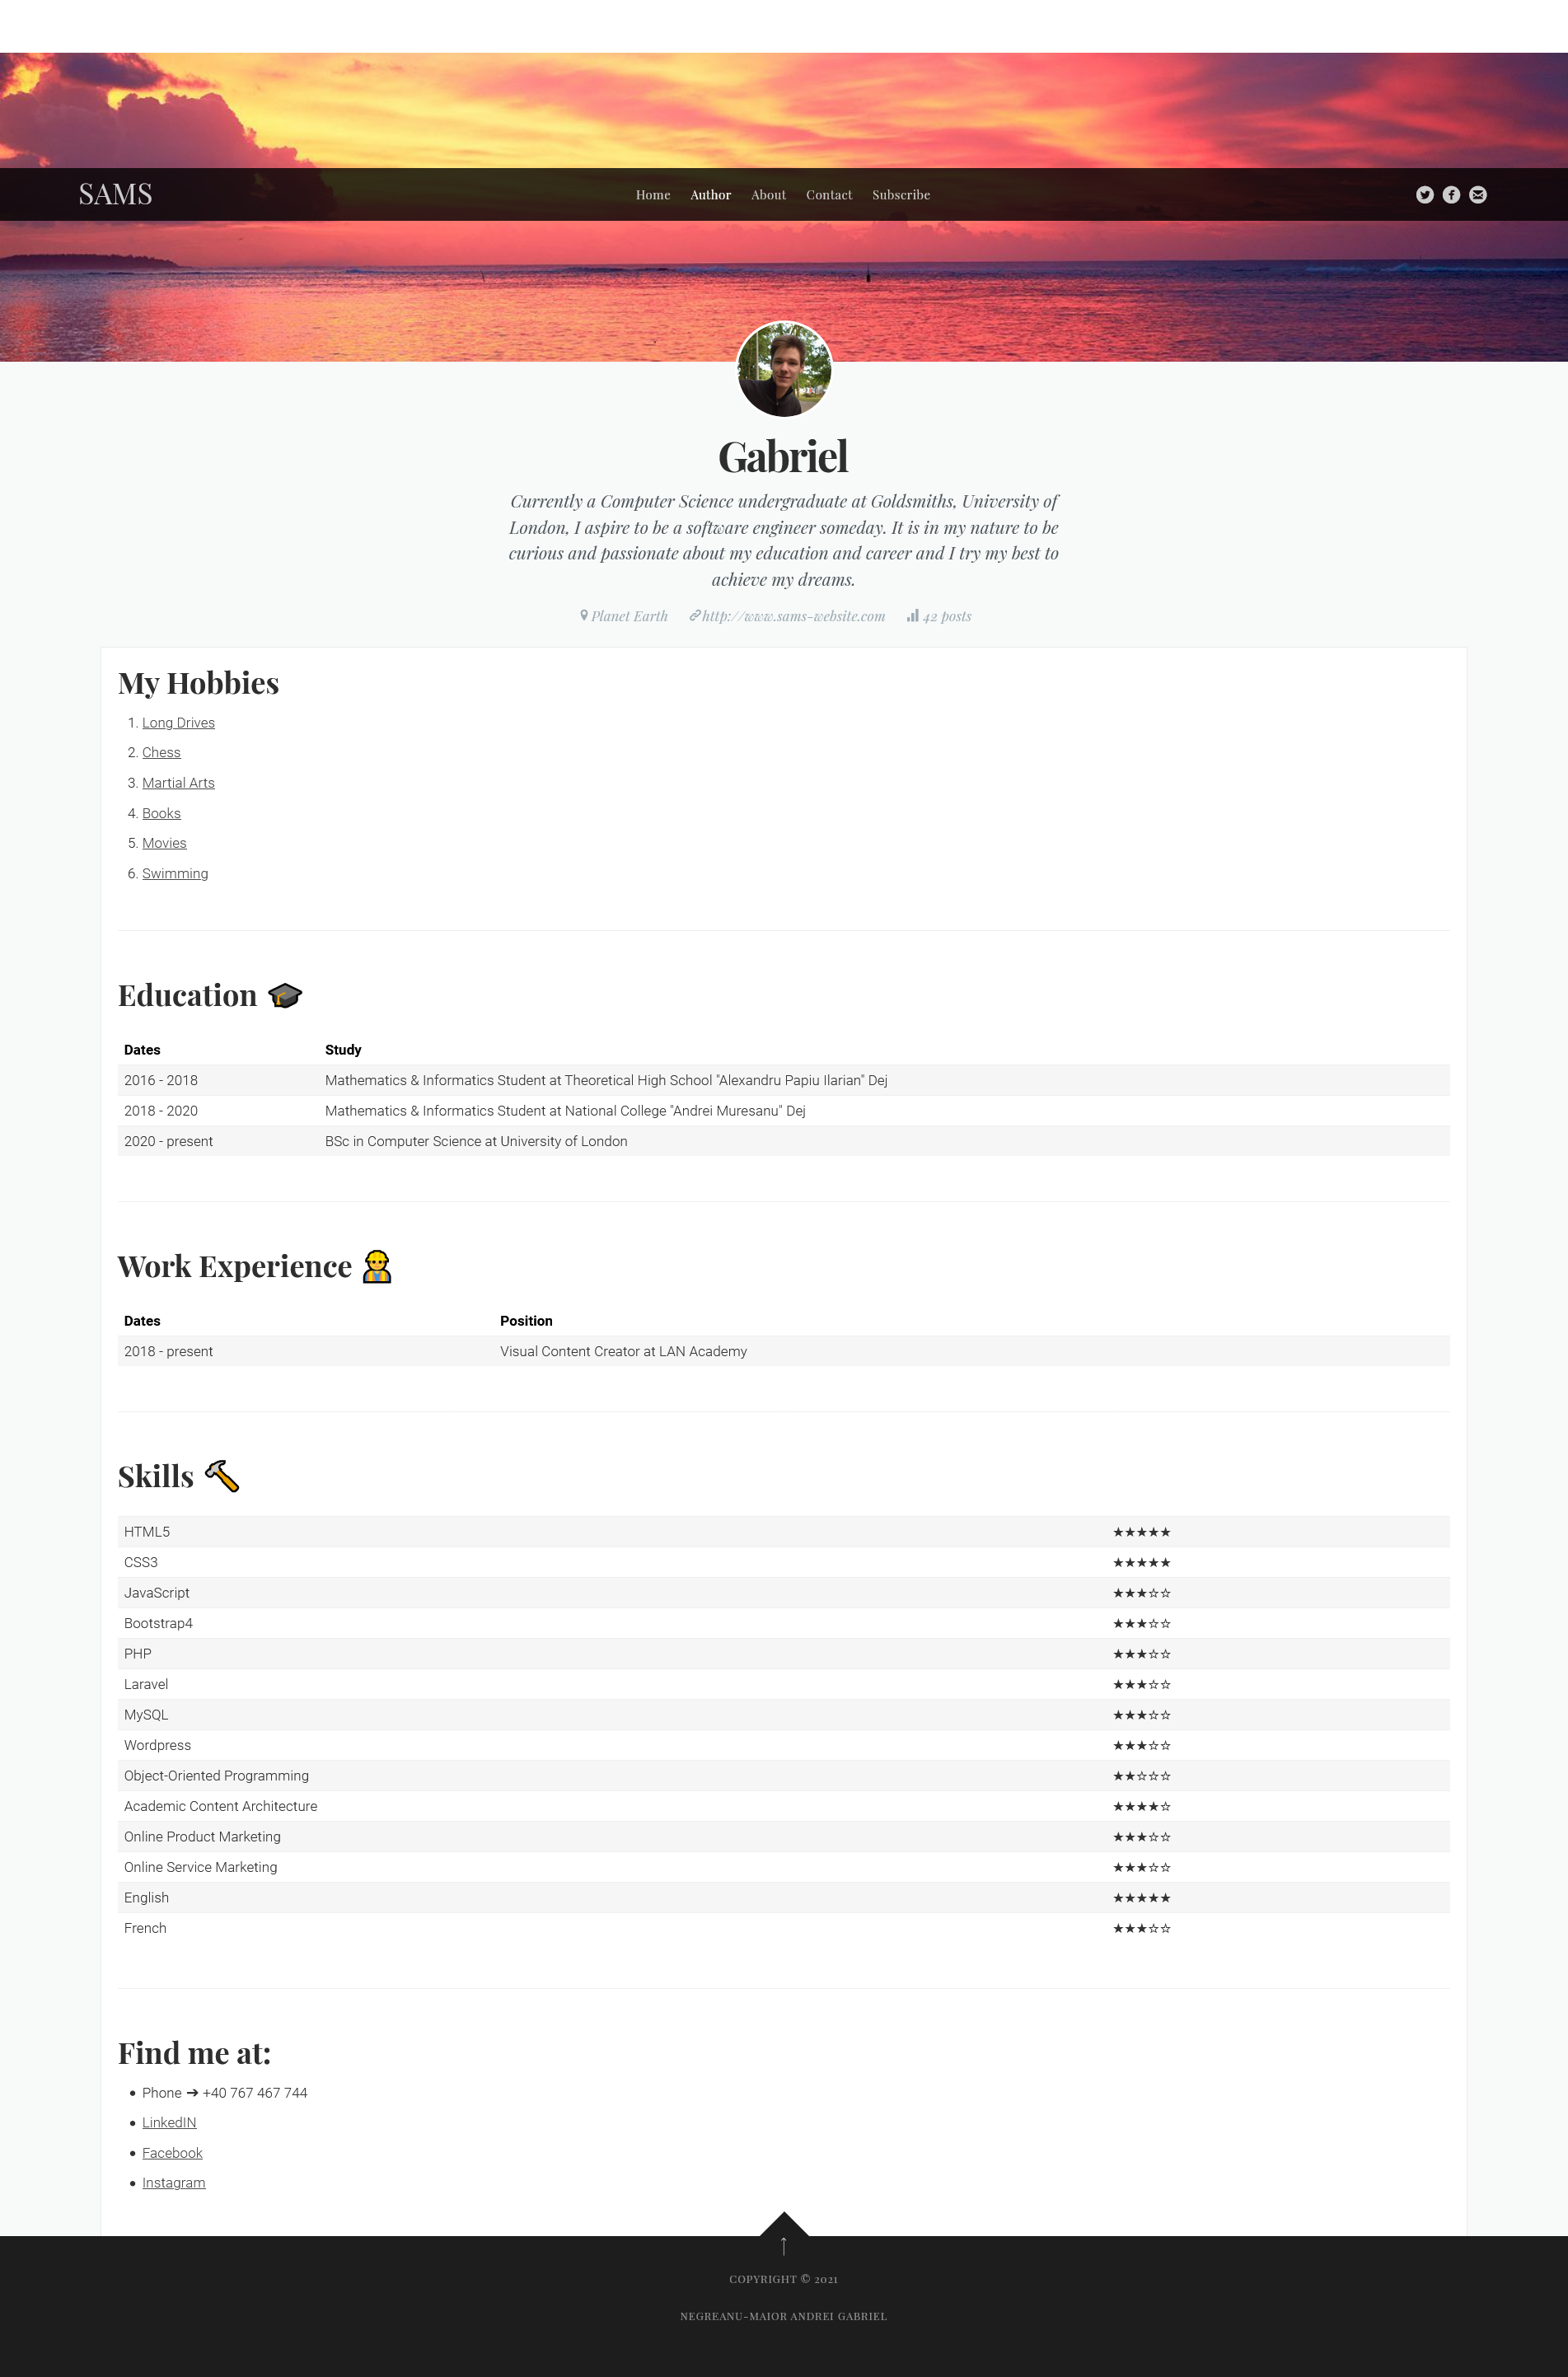 SAMS
Home Author About Contact Subscribe
Gabriel
Currently a Computer Science undergraduate at Goldsmiths, University of
London, I aspire to be a software engineer someday. It is in my nature to be
curious and passionate about my education and career and I try my best to
achieve my dreams.
Planet Earth http://www.sams-website.com 42 posts
My Hobbies
1. Long Drives
2. Chess
3. Martial Arts
4. Books
5. Movies
6. Swimming
Education 🎓
Dates Study
2016 - 2018 Mathematics & Informatics Student at Theoretical High School "Alexandru Papiu Ilarian" Dej
2018 - 2020 Mathematics & Informatics Student at National College "Andrei Muresanu" Dej
2020 - present BSc in Computer Science at University of London
Work Experience 👷
Dates Position
2018 - present Visual Content Creator at LAN Academy
Skills 🔨
HTML5 ★★★★★
CSS3 ★★★★★
JavaScript ★★★☆☆
Bootstrap4 ★★★☆☆
PHP ★★★☆☆
Laravel ★★★☆☆
MySQL ★★★☆☆
Wordpress ★★★☆☆
Object-Oriented Programming ★★☆☆☆
Academic Content Architecture ★★★★☆
Online Product Marketing ★★★☆☆
Online Service Marketing ★★★☆☆
English ★★★★★
French ★★★☆☆
Find me at:
• Phone ➔ +40 767 467 744
• LinkedIN
• Facebook
• Instagram
COPYRIGHT © 2021
NEGREANU-MAIOR ANDREI GABRIEL